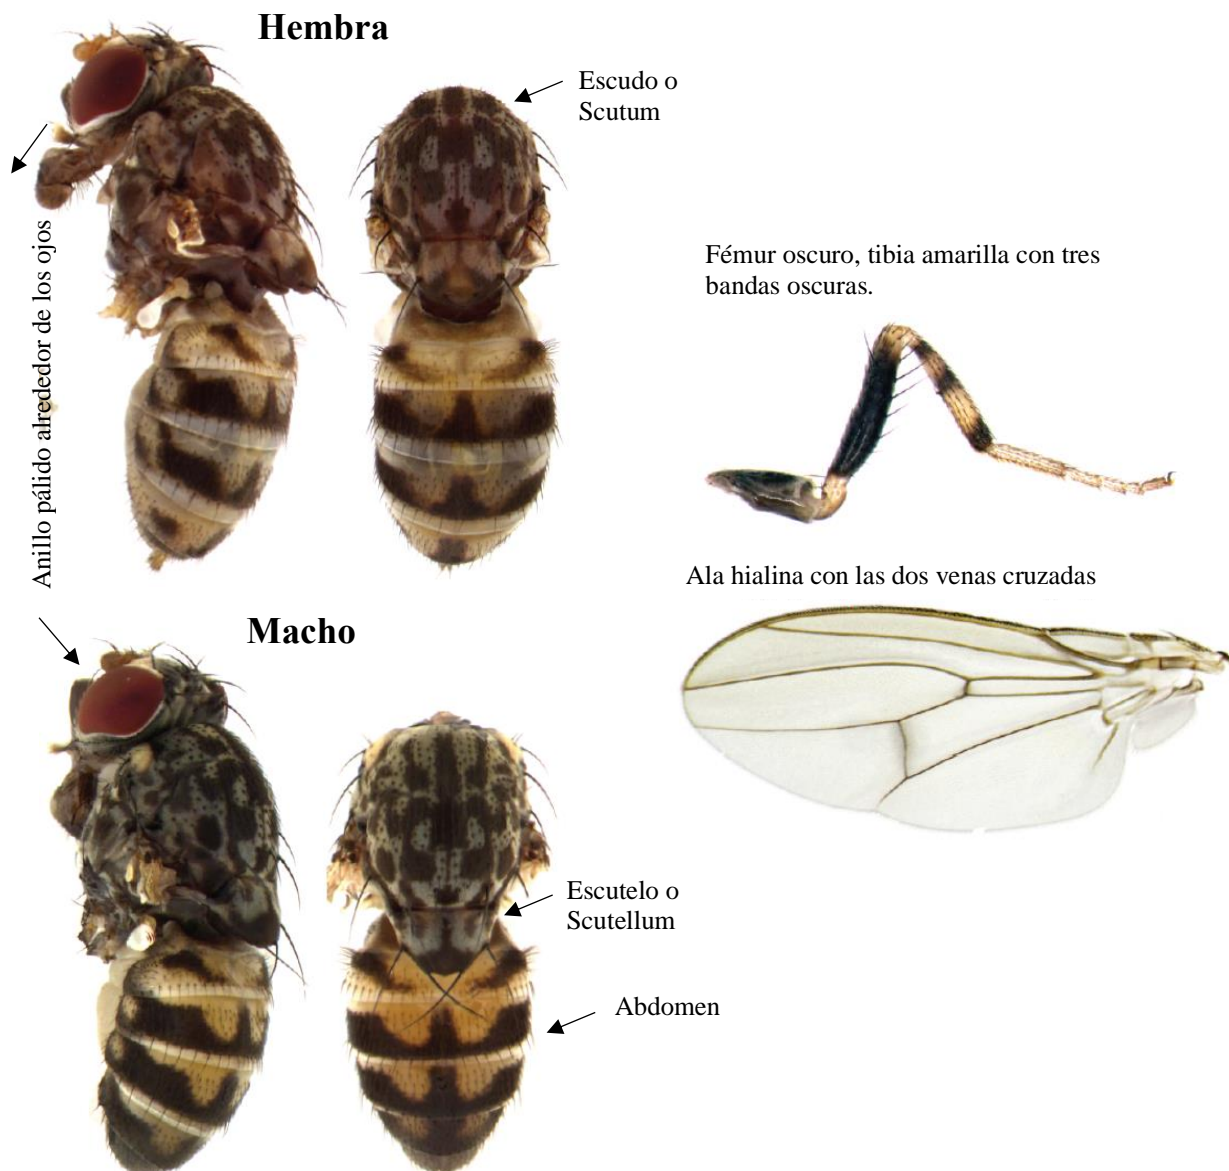 Hembra
Escudo o
Scutum
Anillo pálido alrededor de los ojos
Fémur oscuro, tibia amarilla con tres
bandas oscuras.
Ala hialina con las dos venas cruzadas
Macho
Escutelo o
Scutellum
Abdomen